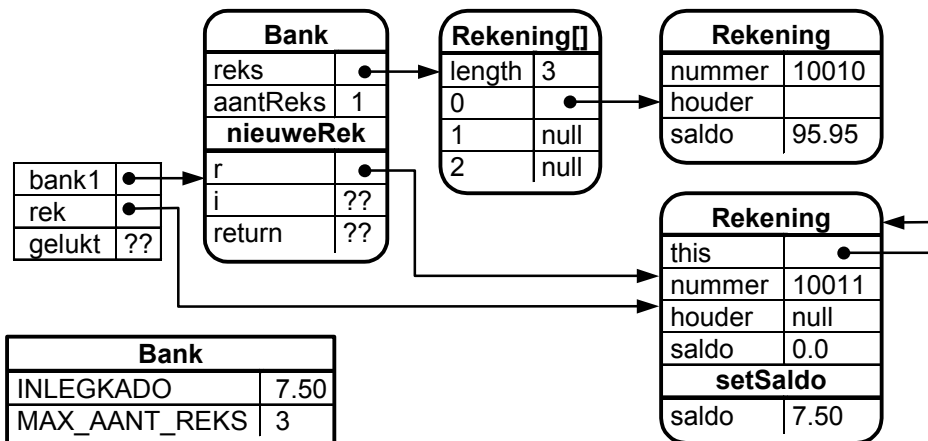 Bank
reks
aantReks 1
nieuweRek
r
i ??
return ??
Rekening[]
length 3
0
1 null
2 null
Rekening
nummer 10010
houder
saldo 95.95
bank1
rek
gelukt ??
Rekening
this
nummer 10011
houder null
saldo 0.0
setSaldo
saldo 7.50
Bank
INLEGKADO 7.50
MAX_AANT_REKS 3